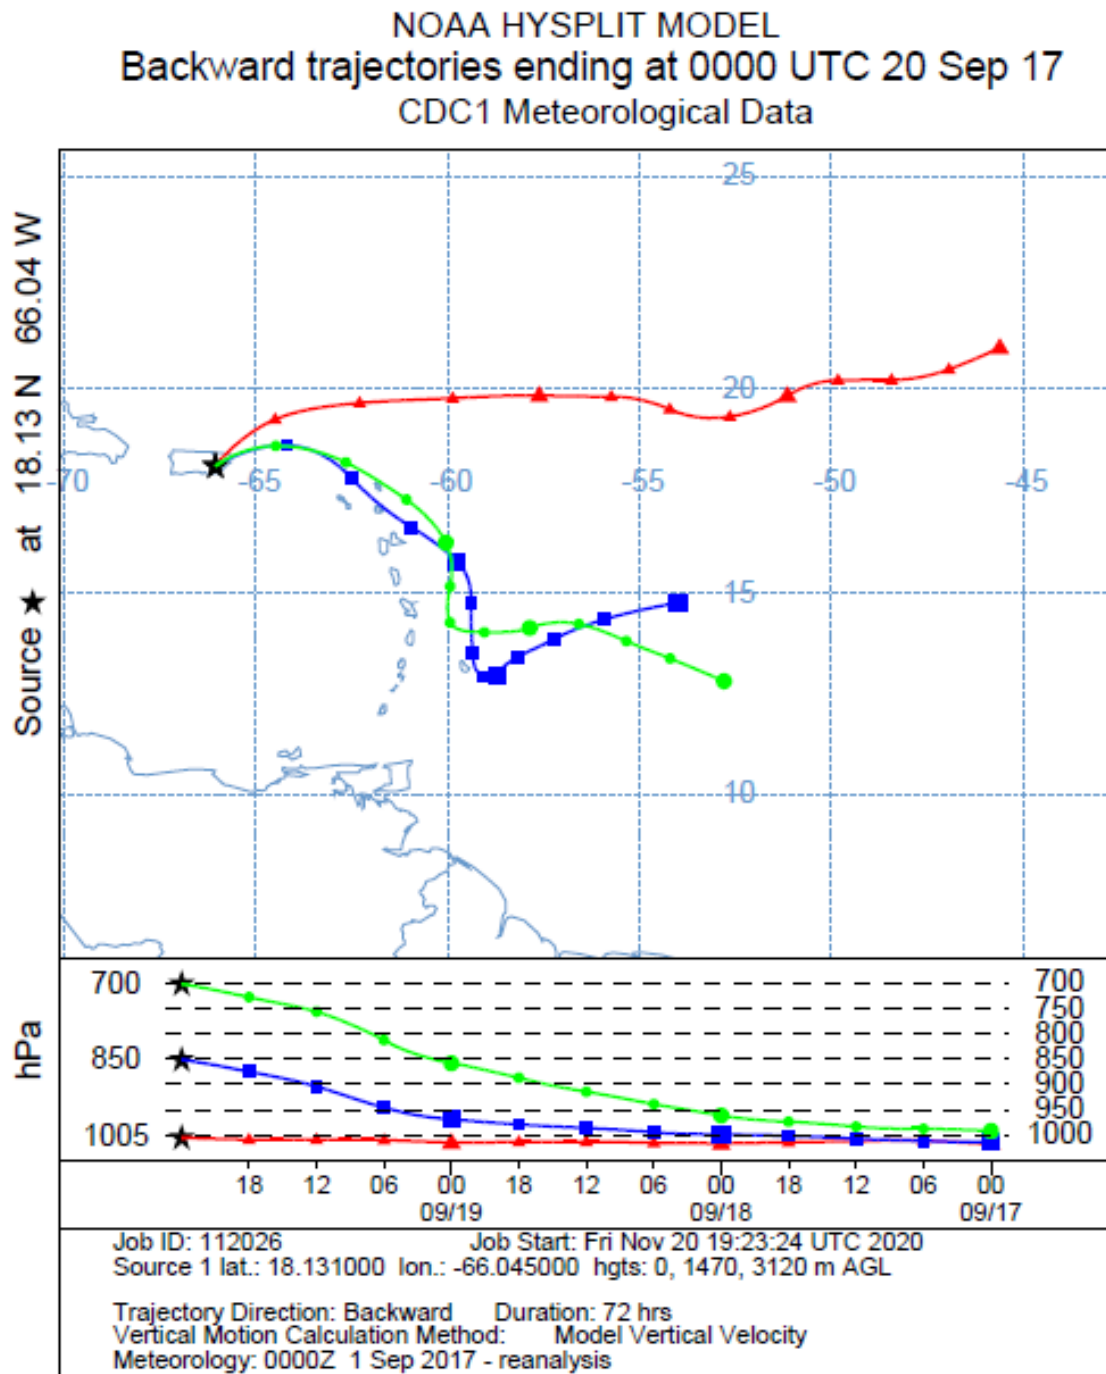 NOAA HYSPLIT MODEL
Backward trajectories ending at 0000 UTC 20 Sep 17
CDC1 Meteorological Data
Source ★ at 18.13 N 66.04 W
25
20
-70 -65 -60 -55 -50 -45
15
10
hPa
700 700
750
800
850 850
900
950
1005 1000
18 12 06 00 18 12 06 00 18 12 06 00
09/19 09/18 09/17
Job ID: 112026 Job Start: Fri Nov 20 19:23:24 UTC 2020
Source 1 lat.: 18.131000 lon.: -66.045000 hgts: 0, 1470, 3120 m AGL
Trajectory Direction: Backward Duration: 72 hrs
Vertical Motion Calculation Method: Model Vertical Velocity
Meteorology: 0000Z 1 Sep 2017 - reanalysis